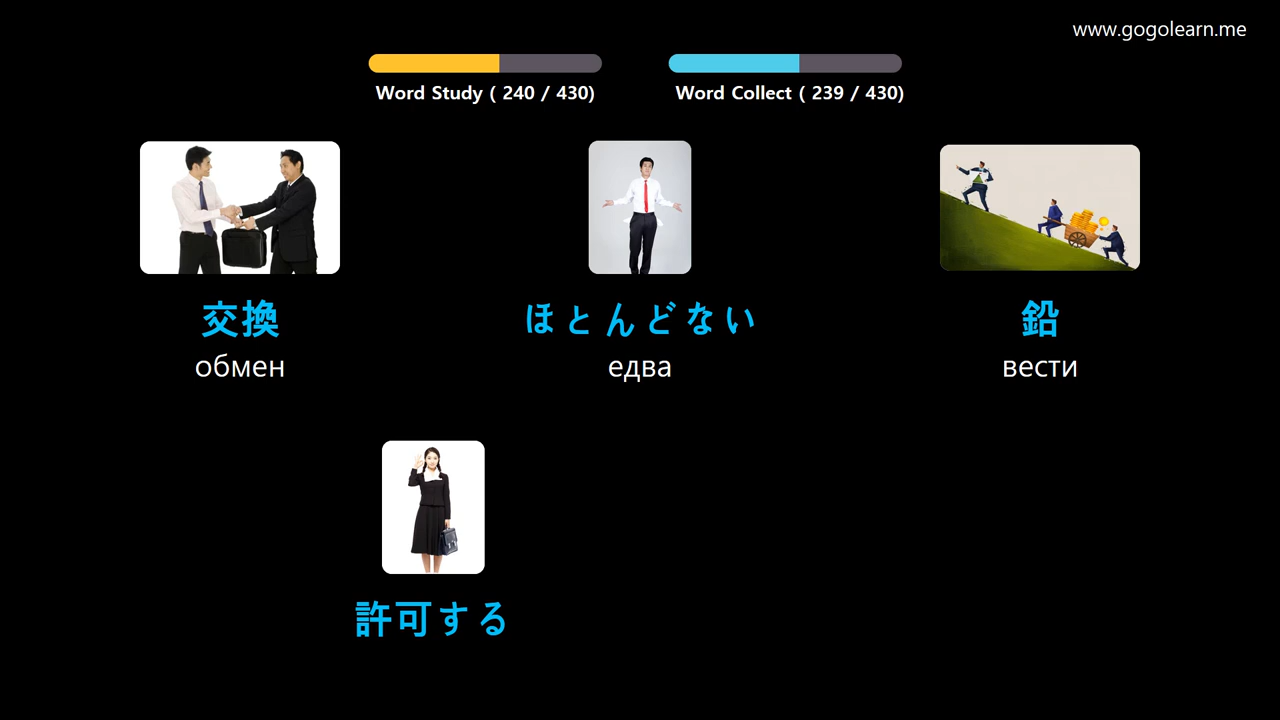 www.gogolearn.me
Word Study ( 240 / 430)
Word Collect ( 239 / 430)
交換
обмен
ほとんどない
едва
鉛
вести
許可する